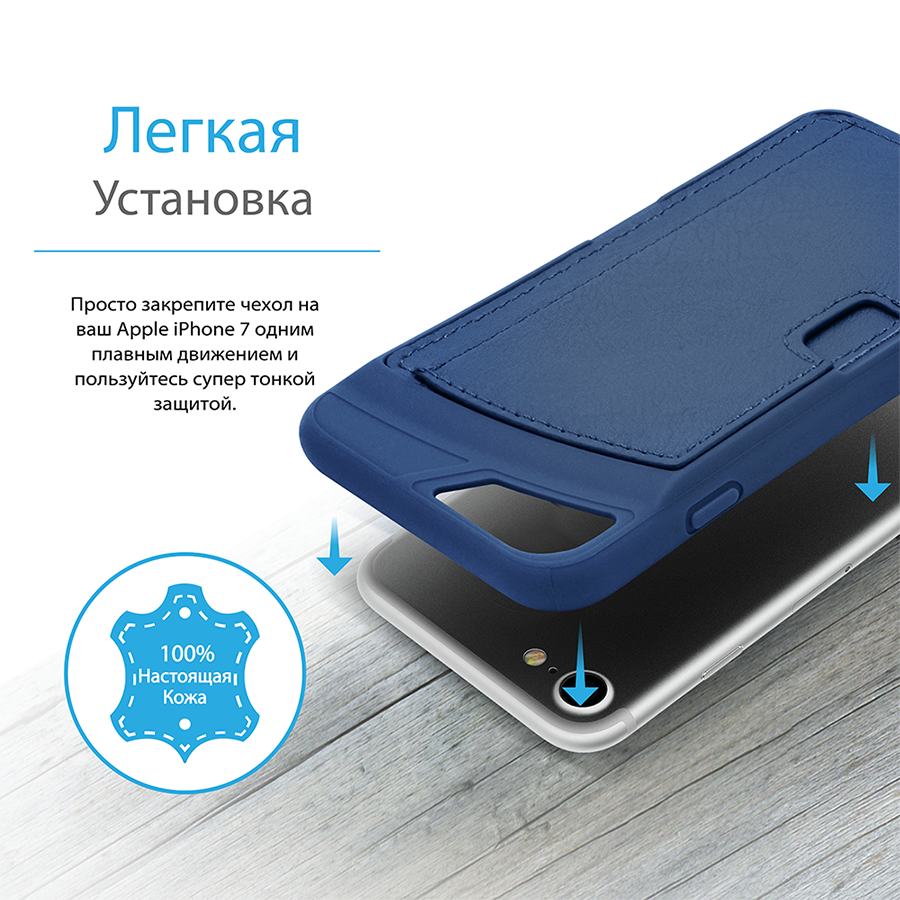 Легкая
Установка
Просто закрепите чехол на
ваш Apple iPhone 7 одним
плавным движением и
пользуйтесь супер тонкой
защитой.
100%
Настоящая
Кожа